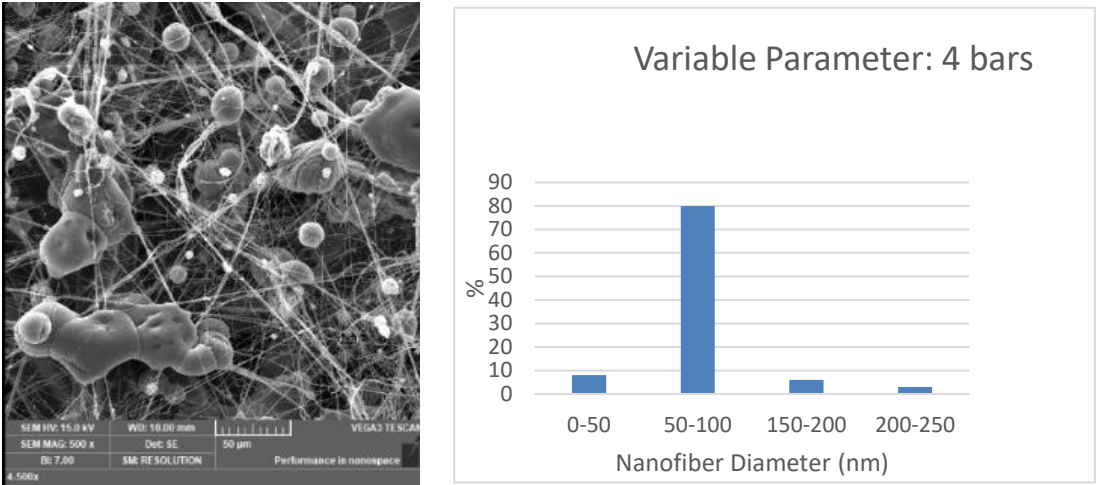 SEM HV: 15.0 kV WD: 10.00 mm VEGA3 TESCAN
SEM MAG: 500 x Det: SE 50 µm
BI: 7.00 SM: RESOLUTION Performance in nanospace
4.500x
Variable Parameter: 4 bars
90
80
70
60
50
40
30
20
10
0
%
0-50 50-100 150-200 200-250
Nanofiber Diameter (nm)